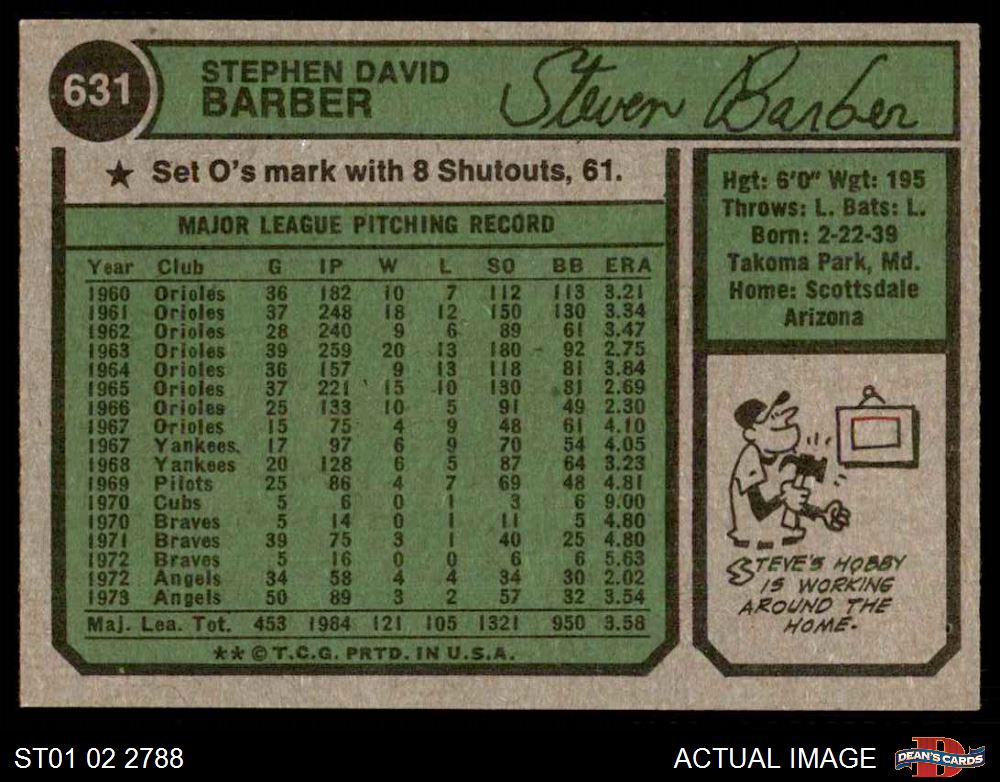 631
STEPHEN DAVID
BARBER
Steven Barber
★ Set O's mark with 8 Shutouts, 61.
MAJOR LEAGUE PITCHING RECORD
Year Club G IP W L SO BB ERA
1960 Orioles 36 182 10 7 112 113 3.21
1961 Orioles 37 248 18 12 150 130 3.34
1962 Orioles 28 240 9 6 89 61 3.47
1963 Orioles 39 259 20 13 180 92 2.75
1964 Orioles 36 157 9 13 118 81 3.84
1965 Orioles 37 221 15 10 130 81 2.69
1966 Orioles 25 133 10 5 91 49 2.30
1967 Orioles 15 75 4 9 48 61 4.10
1967 Yankees. 17 97 6 9 70 54 4.05
1968 Yankees 20 128 6 5 87 64 3.23
1969 Pilots 25 86 4 7 69 48 4.81
1970 Cubs 5 6 0 1 3 6 9.00
1970 Braves 5 14 0 1 11 5 4.80
1971 Braves 39 75 3 1 40 25 4.80
1972 Braves 5 16 0 0 6 6 5.63
1972 Angels 34 58 4 4 34 30 2.02
1973 Angels 50 89 3 2 57 32 3.54
Maj. Lea. Tot. 453 1984 121 105 1321 950 3.58
** © T.C.G. PRTD. IN U.S.A.
Hgt: 6'0" Wgt: 195
Throws: L. Bats: L.
Born: 2-22-39
Takoma Park, Md.
Home: Scottsdale
Arizona
STEVE'S HOBBY
IS WORKING
AROUND THE
HOME.
ST01 02 2788
ACTUAL IMAGE
DEAN'S CARDS